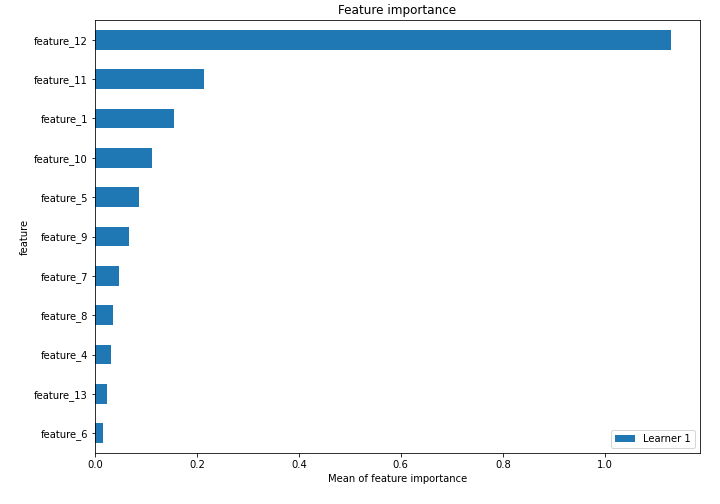 Feature importance
feature_12
feature_11
feature_1
feature_10
feature_5
feature_9
feature_7
feature_8
feature_4
feature_13
feature_6
feature
0.0 0.2 0.4 0.6 0.8 1.0
Mean of feature importance
Learner 1